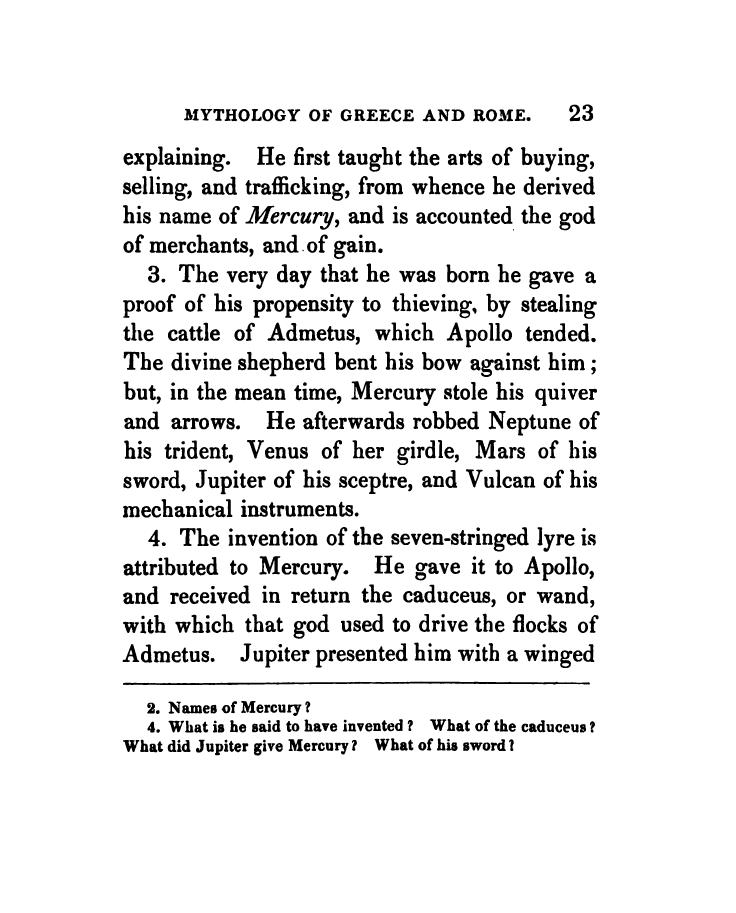 MYTHOLOGY OF GREECE AND ROME. 23
explaining. He first taught the arts of buying,
selling, and trafficking, from whence he derived
his name of Mercury, and is accounted the god
of merchants, and of gain.
3. The very day that he was born he gave a
proof of his propensity to thieving, by stealing
the cattle of Admetus, which Apollo tended.
The divine shepherd bent his bow against him;
but, in the mean time, Mercury stole his quiver
and arrows. He afterwards robbed Neptune of
his trident, Venus of her girdle, Mars of his
sword, Jupiter of his sceptre, and Vulcan of his
mechanical instruments.
4. The invention of the seven-stringed lyre is
attributed to Mercury. He gave it to Apollo,
and received in return the caduceus, or wand,
with which that god used to drive the flocks of
Admetus. Jupiter presented him with a winged
2. Names of Mercury?
4. What is he said to have invented? What of the caduceus?
What did Jupiter give Mercury? What of his sword?